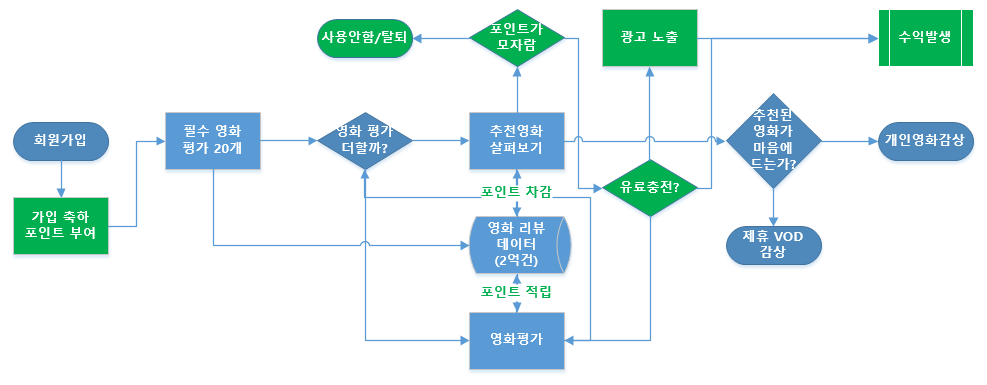 포인트가
모자람
사용안함/탈퇴
광고 노출
수익발생
회원가입
필수 영화
평가 20개
영화 평가
더할까?
추천영화
살펴보기
추천된
영화가
마음에
드는가?
개인영화감상
유료충전?
포인트 차감
가입 축하
포인트 부여
영화 리뷰
데이터
(2억건)
제휴 VOD
감상
포인트 적립
영화평가